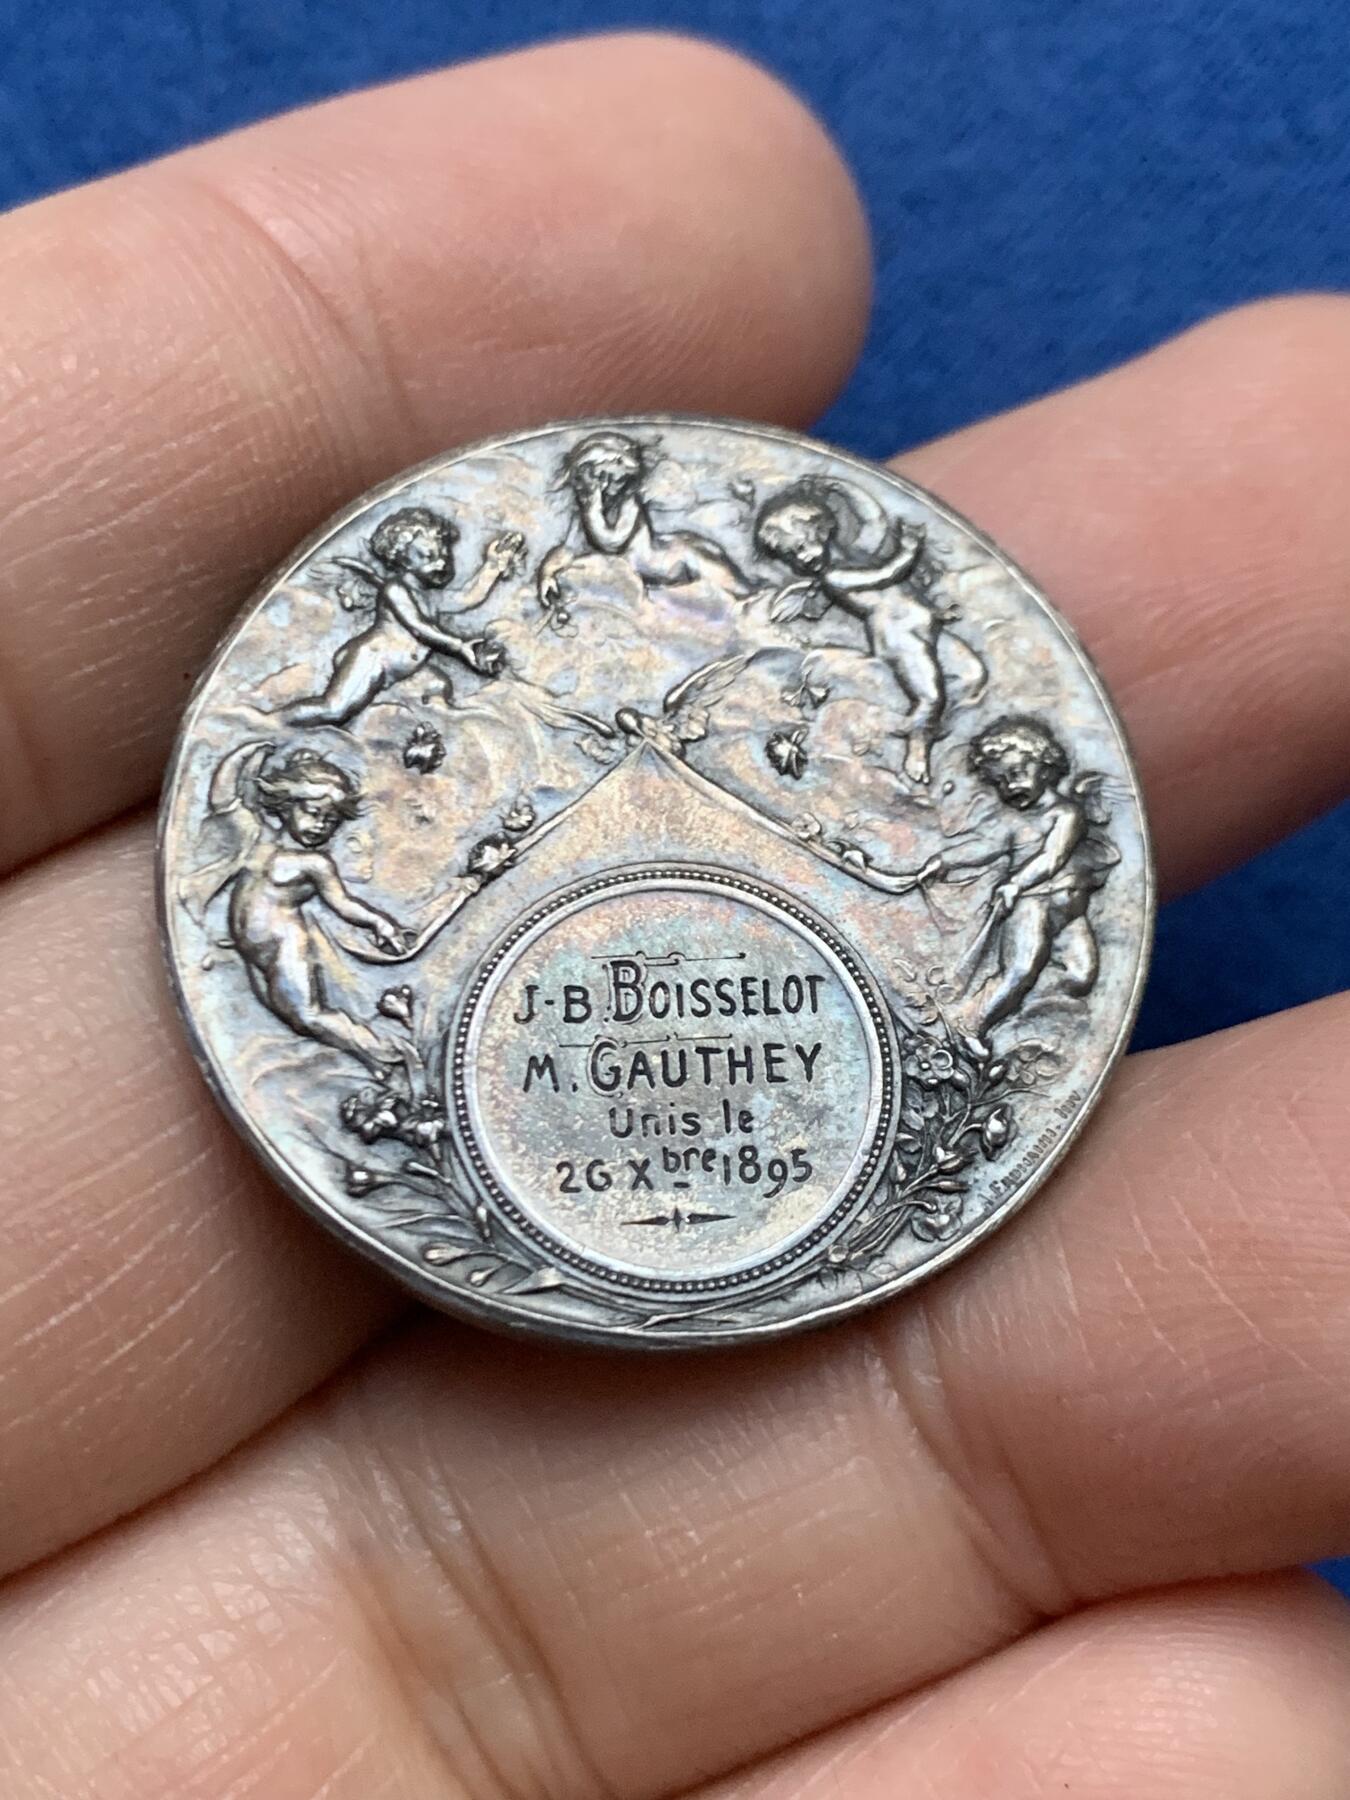 J-B. BOISSELOT
M. GAUTHEY
Unis le
26 Xbre 1895